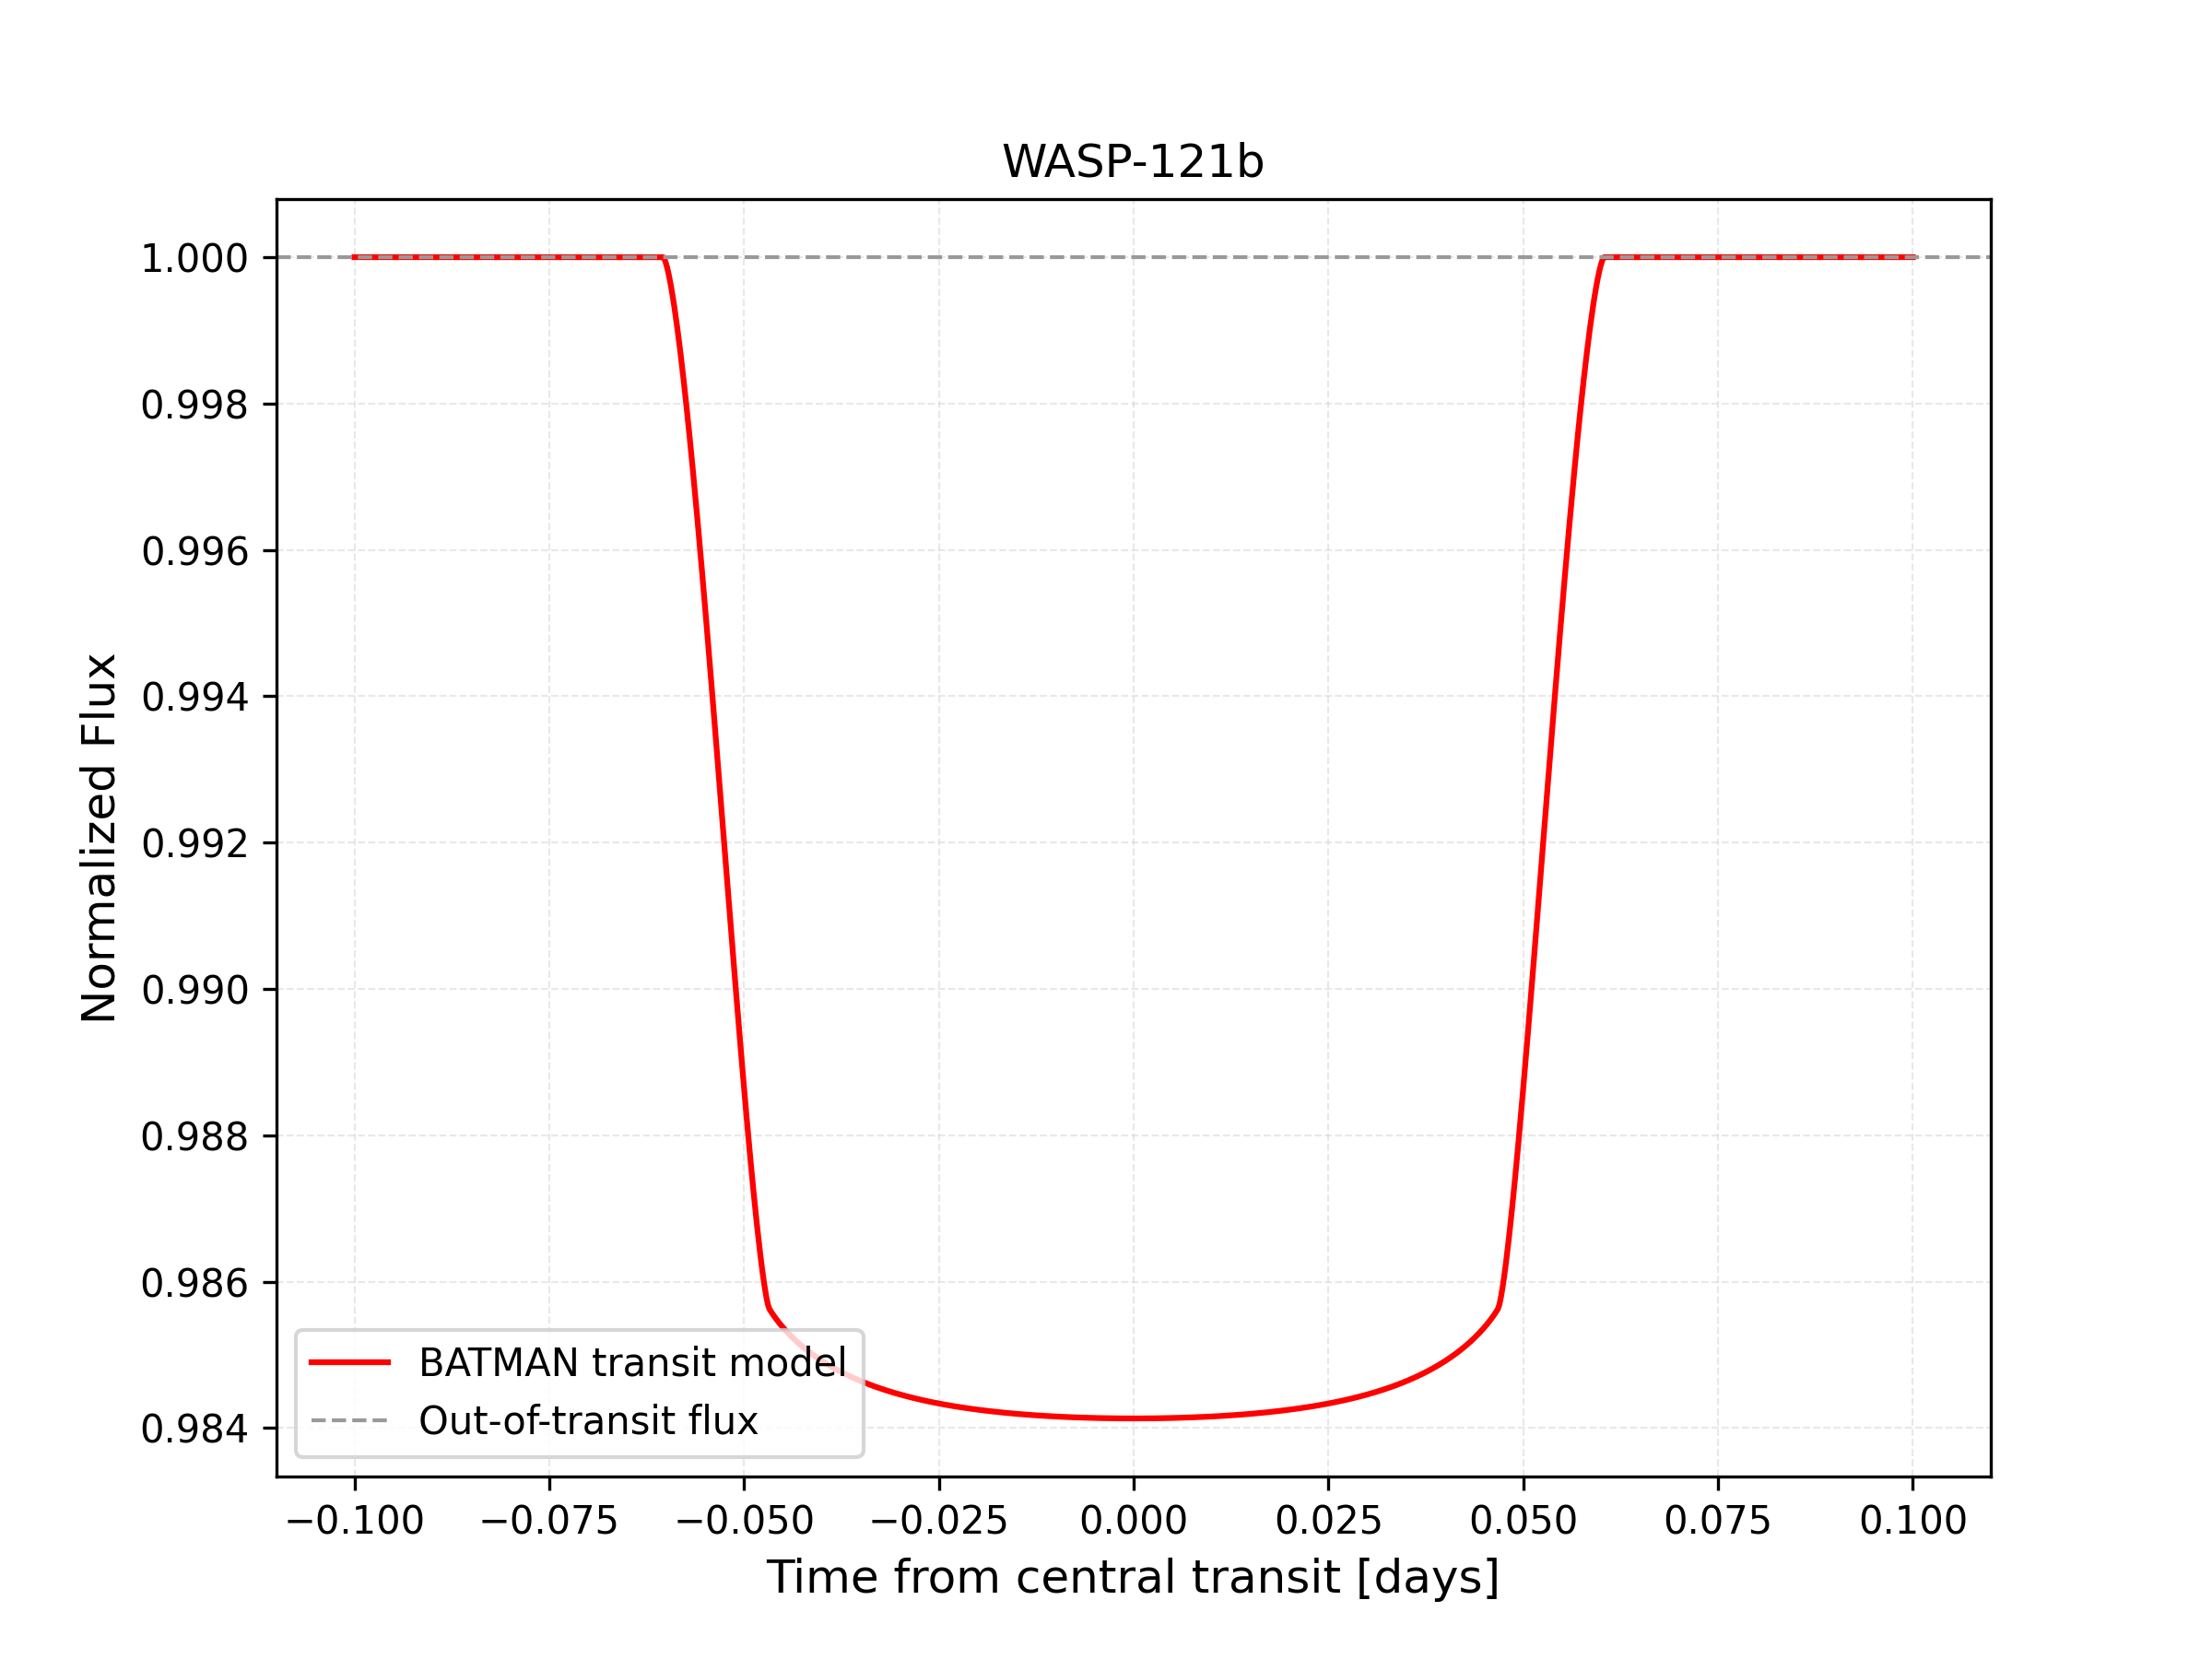 WASP-121b
Normalized Flux
1.000
0.998
0.996
0.994
0.992
0.990
0.988
0.986
0.984
BATMAN transit model
Out-of-transit flux
−0.100 −0.075 −0.050 −0.025 0.000 0.025 0.050 0.075 0.100
Time from central transit [days]